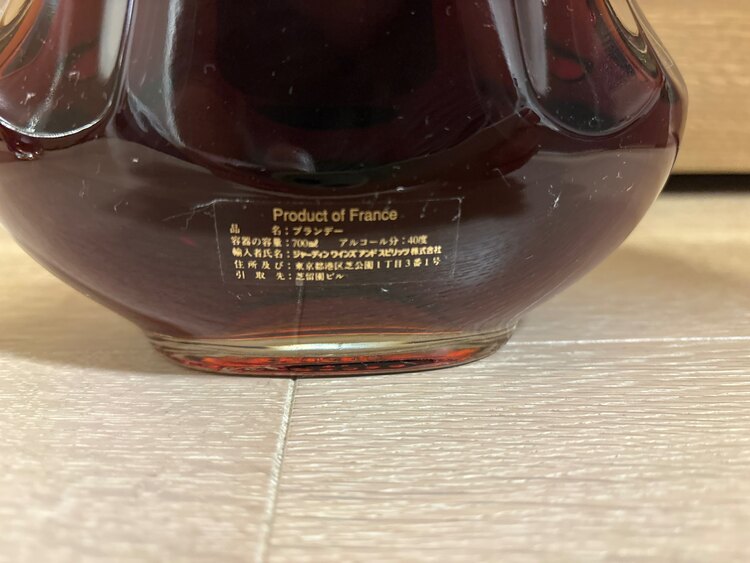 Product of France
品 名：ブランデー
容器の容量：700ml アルコール分：40度
輸入者氏名：ジャーディン ワインズ アンド スピリッツ株式会社
住所及び：東京都港区芝公園1丁目3番1号
引取先：芝留園ビル